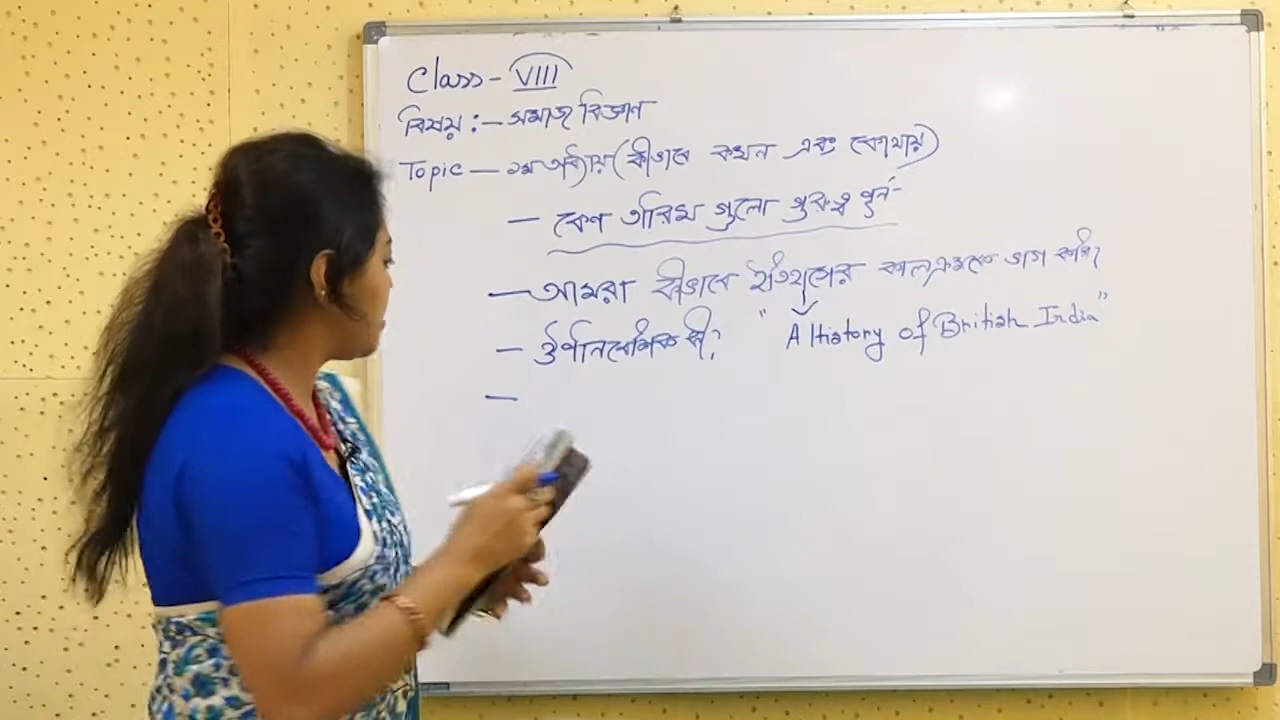 Class - VIII
বিষয় :- সমাজ বিজ্ঞাণ
Topic — ১ম অধ্যায় (কীভাবে কখন এবং কোথায়)
— কেণ তারিখ গুলো গুরুত্ব পূর্ন-
— আমরা কীভাবে ইতিহাসের কালক্রমকে ভাগ করি?
— ঔপনিবেশিক কী? "A History of British India"
—